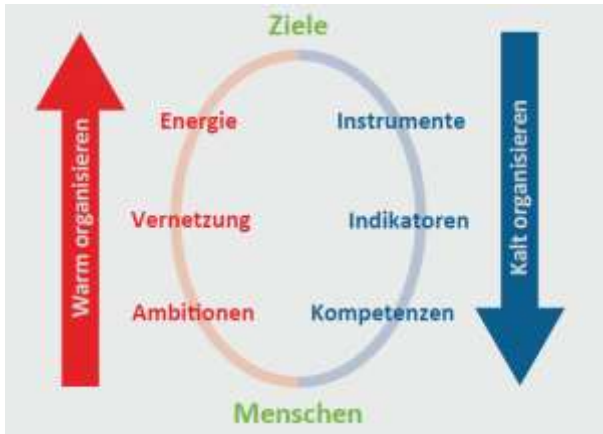 Ziele
Energie
Instrumente
Warm organisieren
Kalt organisieren
Vernetzung
Indikatoren
Ambitionen
Kompetenzen
Menschen